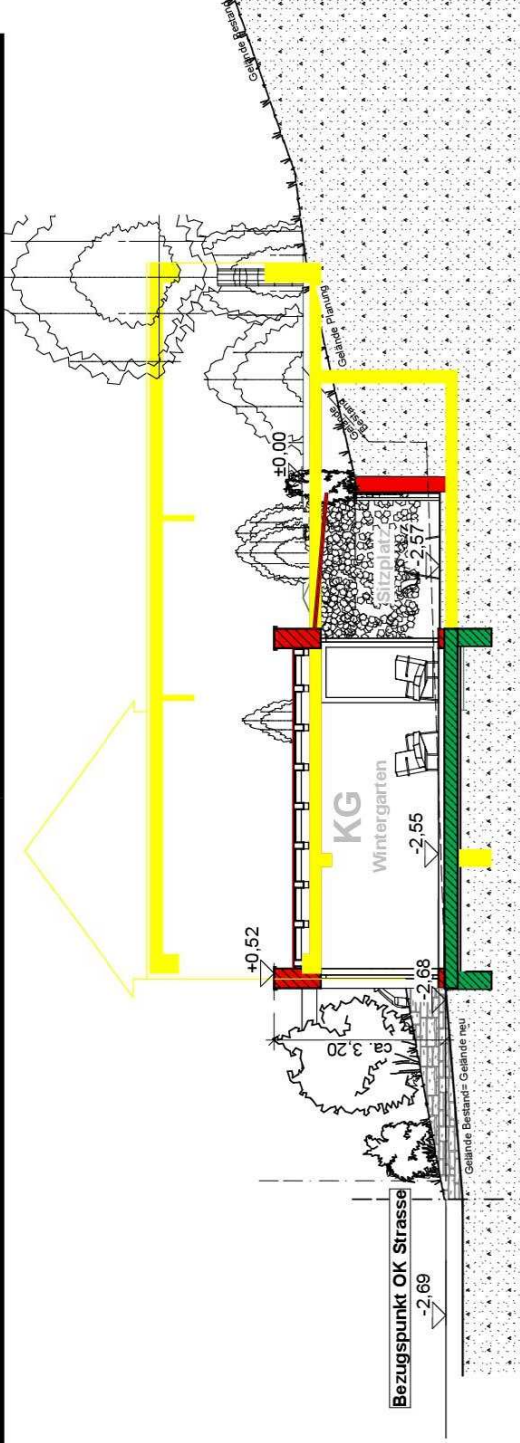 Bezugspunkt OK Strasse
-2,69
Gelände Bestand= Gelände neu
ca. 3,20
-2,68
+0,52
KG
Wintergarten
-2,55
Sitzplatz
-2,57
±0,00
Gelände
Bestand
Gelände Planung
Gelände Bestand